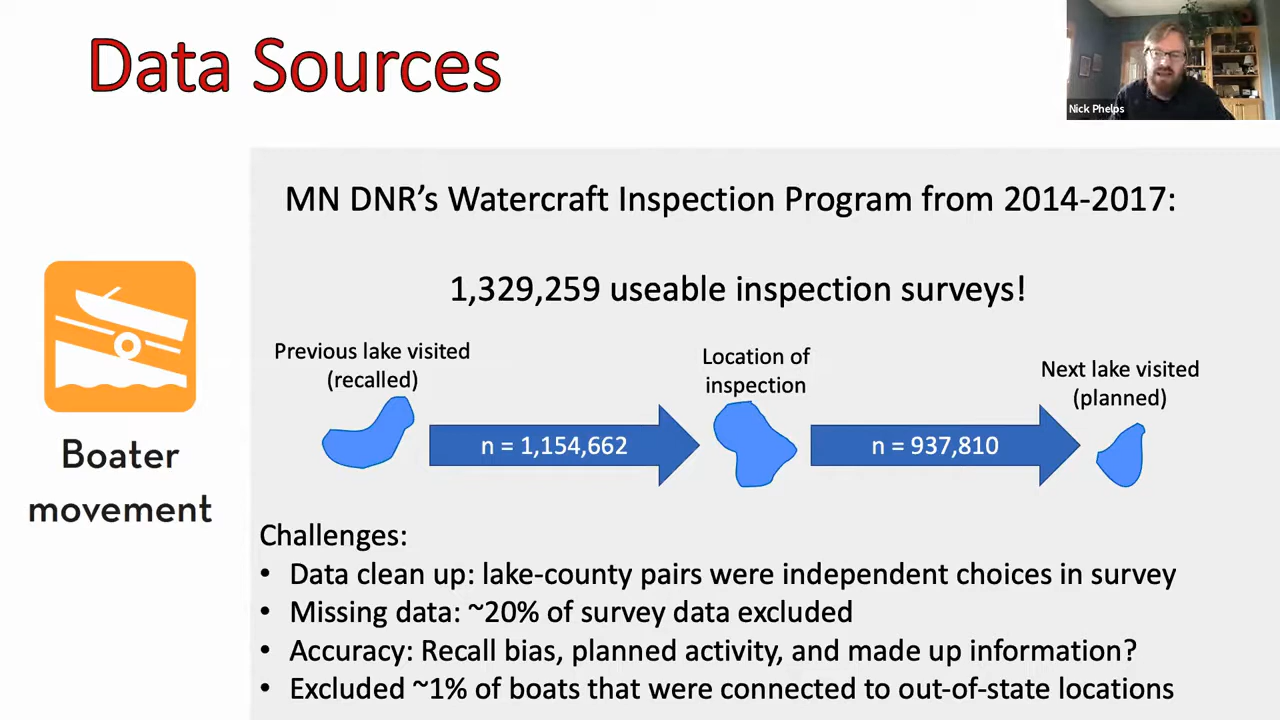 Data Sources
Nick Phelps
MN DNR’s Watercraft Inspection Program from 2014-2017:
1,329,259 useable inspection surveys!
Previous lake visited
(recalled)
Location of
inspection
Next lake visited
(planned)
n = 1,154,662
n = 937,810
Boater
movement
Challenges:
• Data clean up: lake-county pairs were independent choices in survey
• Missing data: ~20% of survey data excluded
• Accuracy: Recall bias, planned activity, and made up information?
• Excluded ~1% of boats that were connected to out-of-state locations